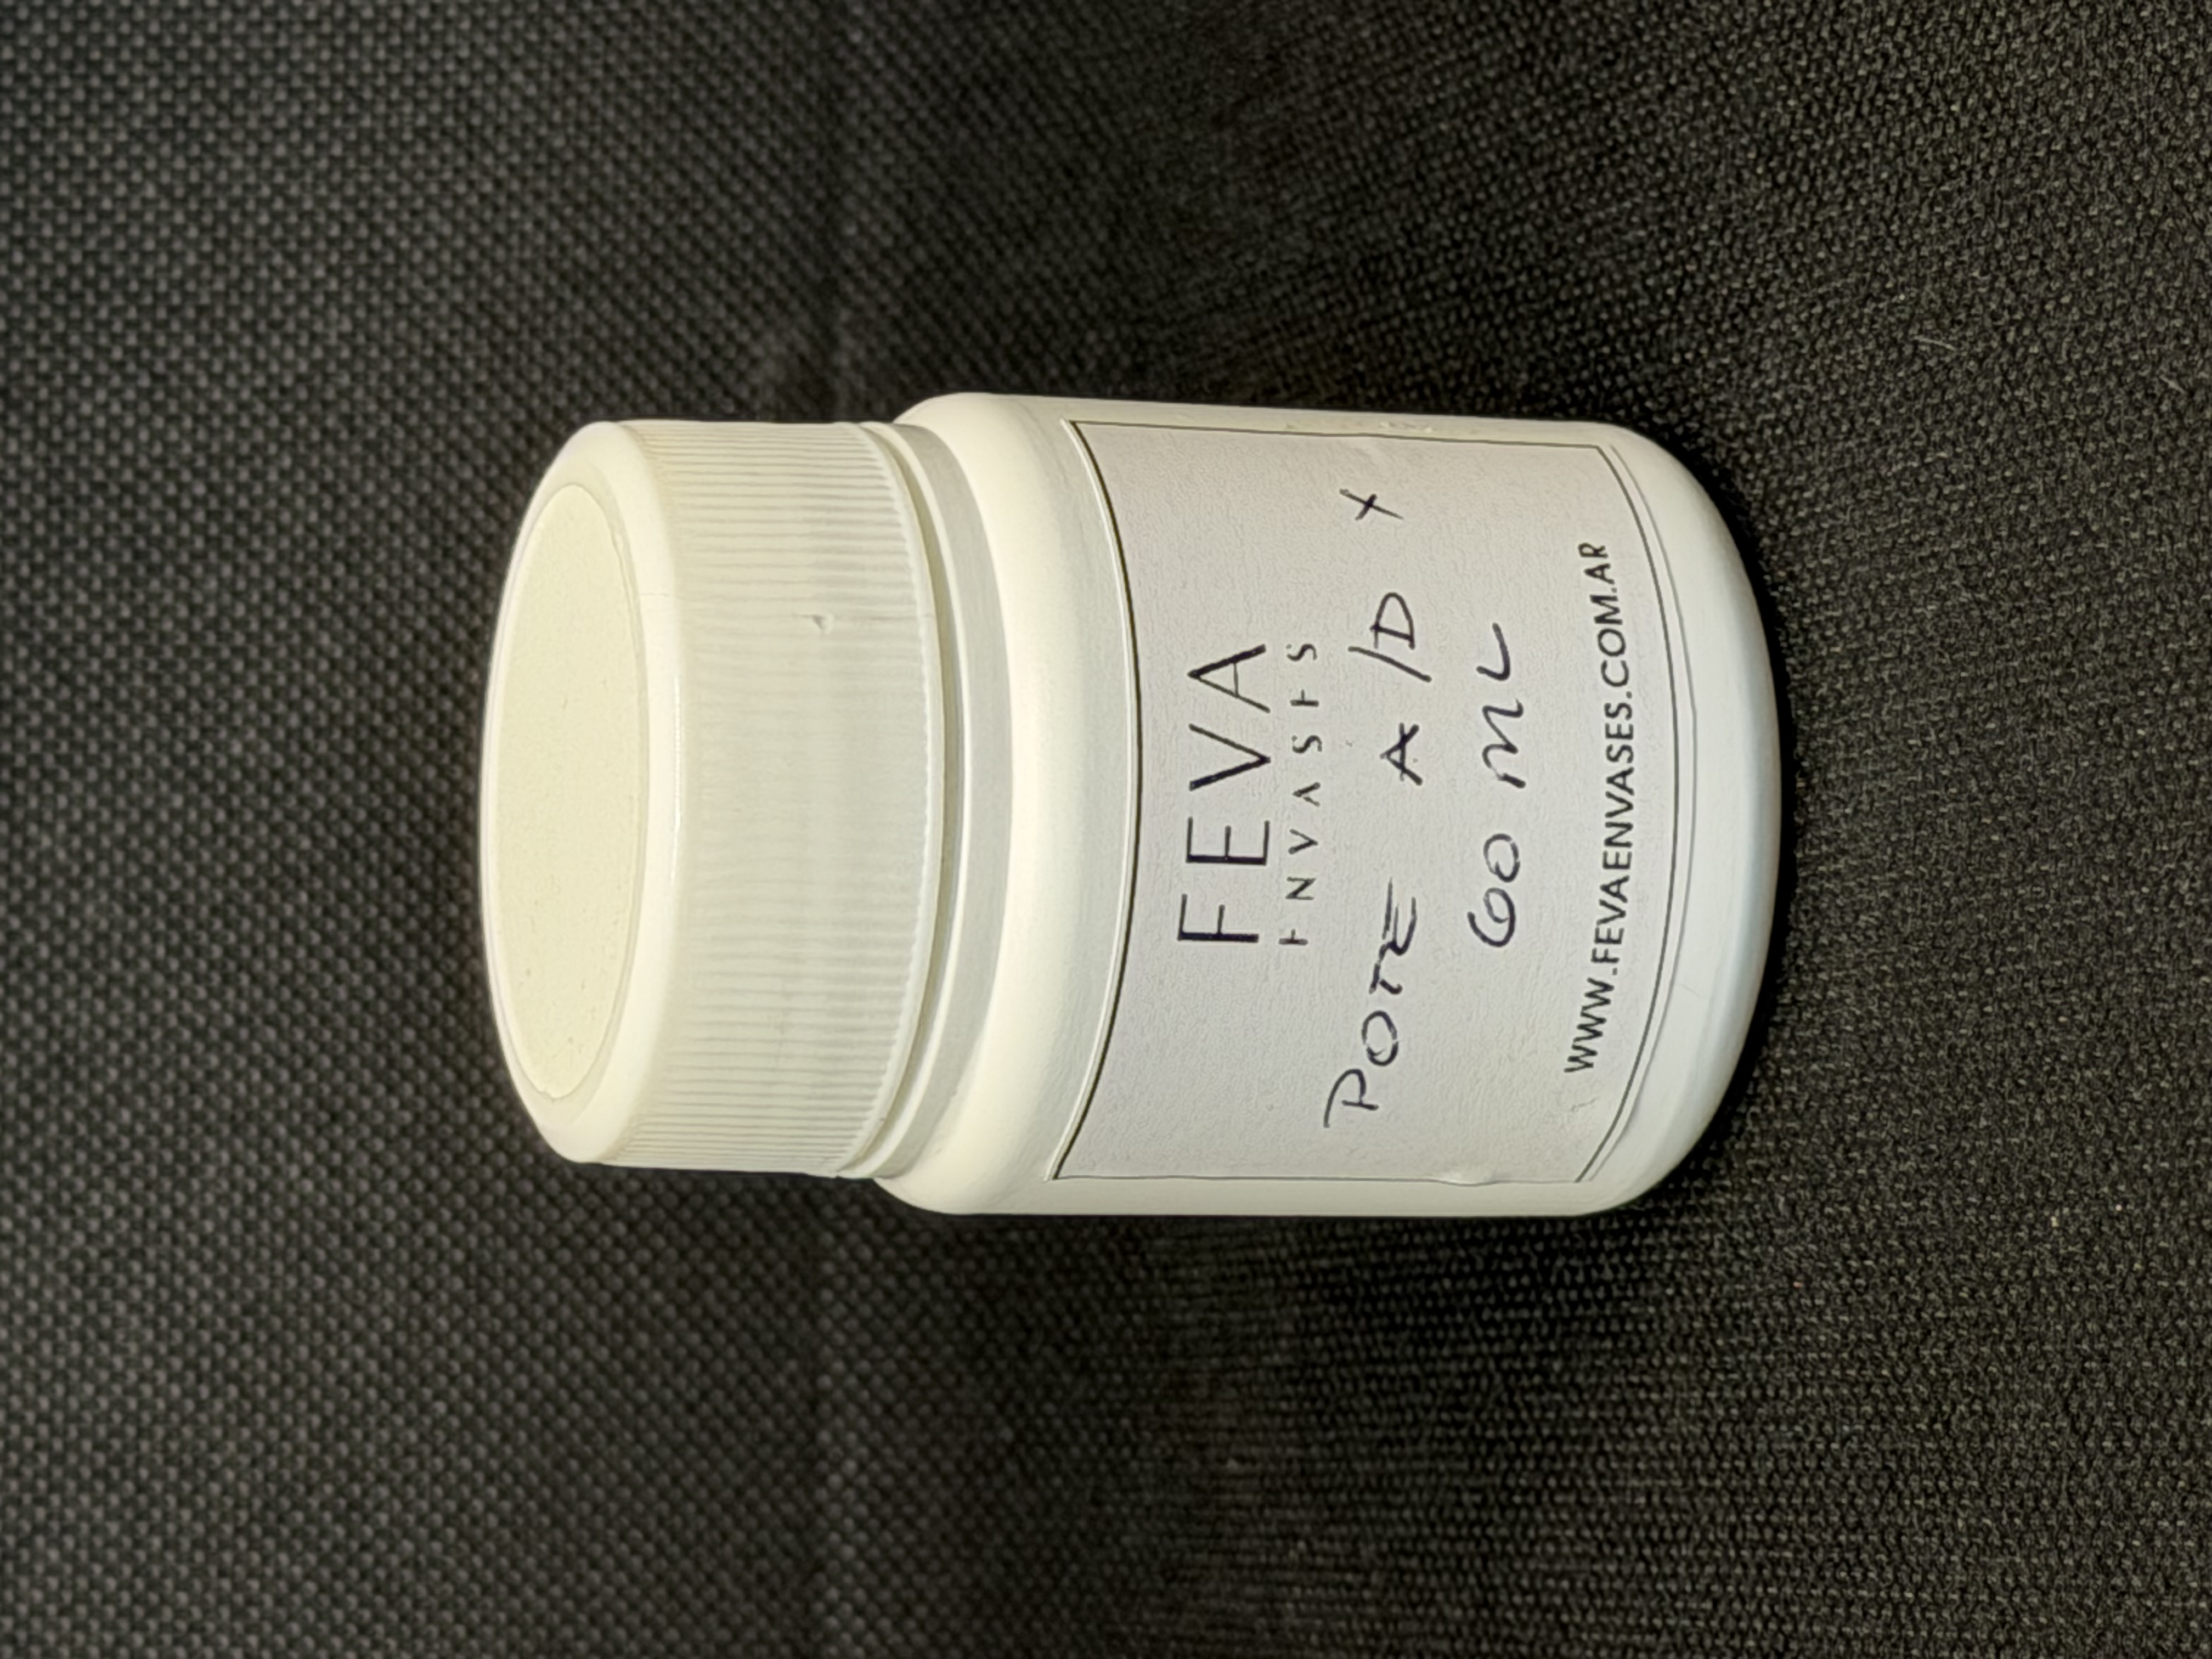 FEVA
ENVASES
POTE A/D X
60 ML
WWW.FEVAENVASES.COM.AR